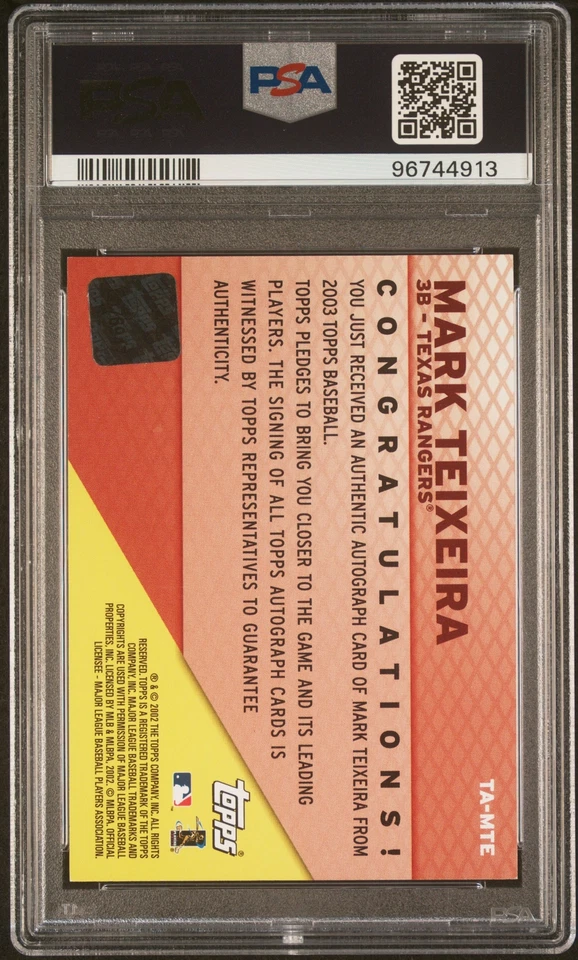 PSA
96744913
MARK TEIXEIRA
3B - TEXAS RANGERS®
TA-MTE
CONGRATULATIONS!
YOU JUST RECEIVED AN AUTHENTIC AUTOGRAPH CARD OF MARK TEIXEIRA FROM
2003 TOPPS BASEBALL.
TOPPS PLEDGES TO BRING YOU CLOSER TO THE GAME AND ITS LEADING
PLAYERS. THE SIGNING OF ALL TOPPS AUTOGRAPH CARDS IS
WITNESSED BY TOPPS REPRESENTATIVES TO GUARANTEE
AUTHENTICITY.
topps®
® & © 2002 THE TOPPS COMPANY, INC. ALL RIGHTS
RESERVED. TOPPS IS A REGISTERED TRADEMARK OF THE TOPPS
COMPANY, INC. MAJOR LEAGUE BASEBALL TRADEMARKS AND
COPYRIGHTS ARE USED WITH PERMISSION OF MAJOR LEAGUE BASEBALL
PROPERTIES, INC. LICENSED BY MLB & MLBPA, 2002. © MLBPA. OFFICIAL
LICENSEE - MAJOR LEAGUE BASEBALL PLAYERS ASSOCIATION.
PSA